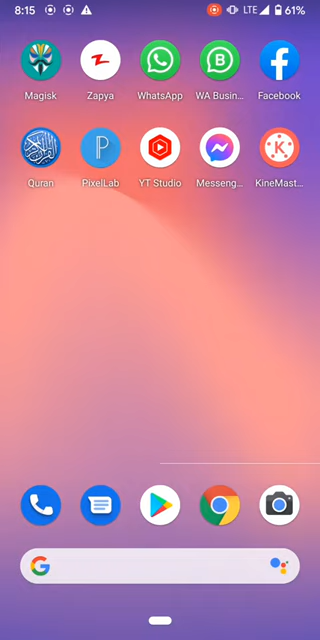 8:15 LTE 61%
Magisk Zapya WhatsApp WA Busin... Facebook
Quran PixelLab YT Studio Messeng... KineMast...